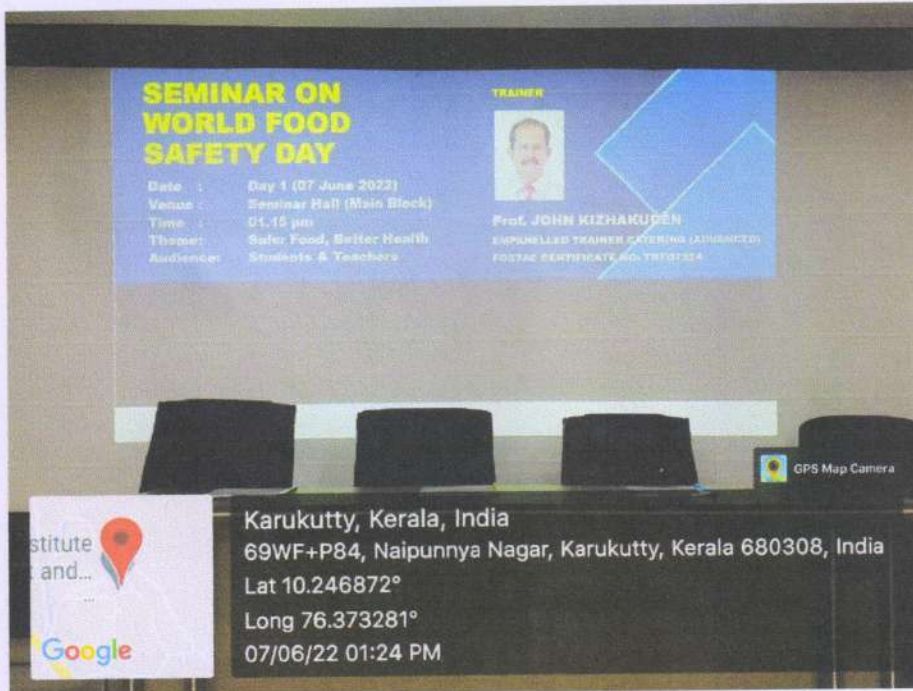 SEMINAR ON
WORLD FOOD
SAFETY DAY
Date : Day 1 (07 June 2022)
Venue : Seminar Hall (Main Block)
Time : 01.15 pm
Theme: Safer Food, Better Health
Audience: Students & Teachers
TRAINER
Prof. JOHN KIZHAKUDEN
EMPANELLED TRAINER CATERING (ADVANCED)
FOSTAC CERTIFICATE NO:
GPS Map Camera
stitute
t and...
Google
Karukutty, Kerala, India
69WF+P84, Naipunnya Nagar, Karukutty, Kerala 680308, India
Lat 10.246872°
Long 76.373281°
07/06/22 01:24 PM